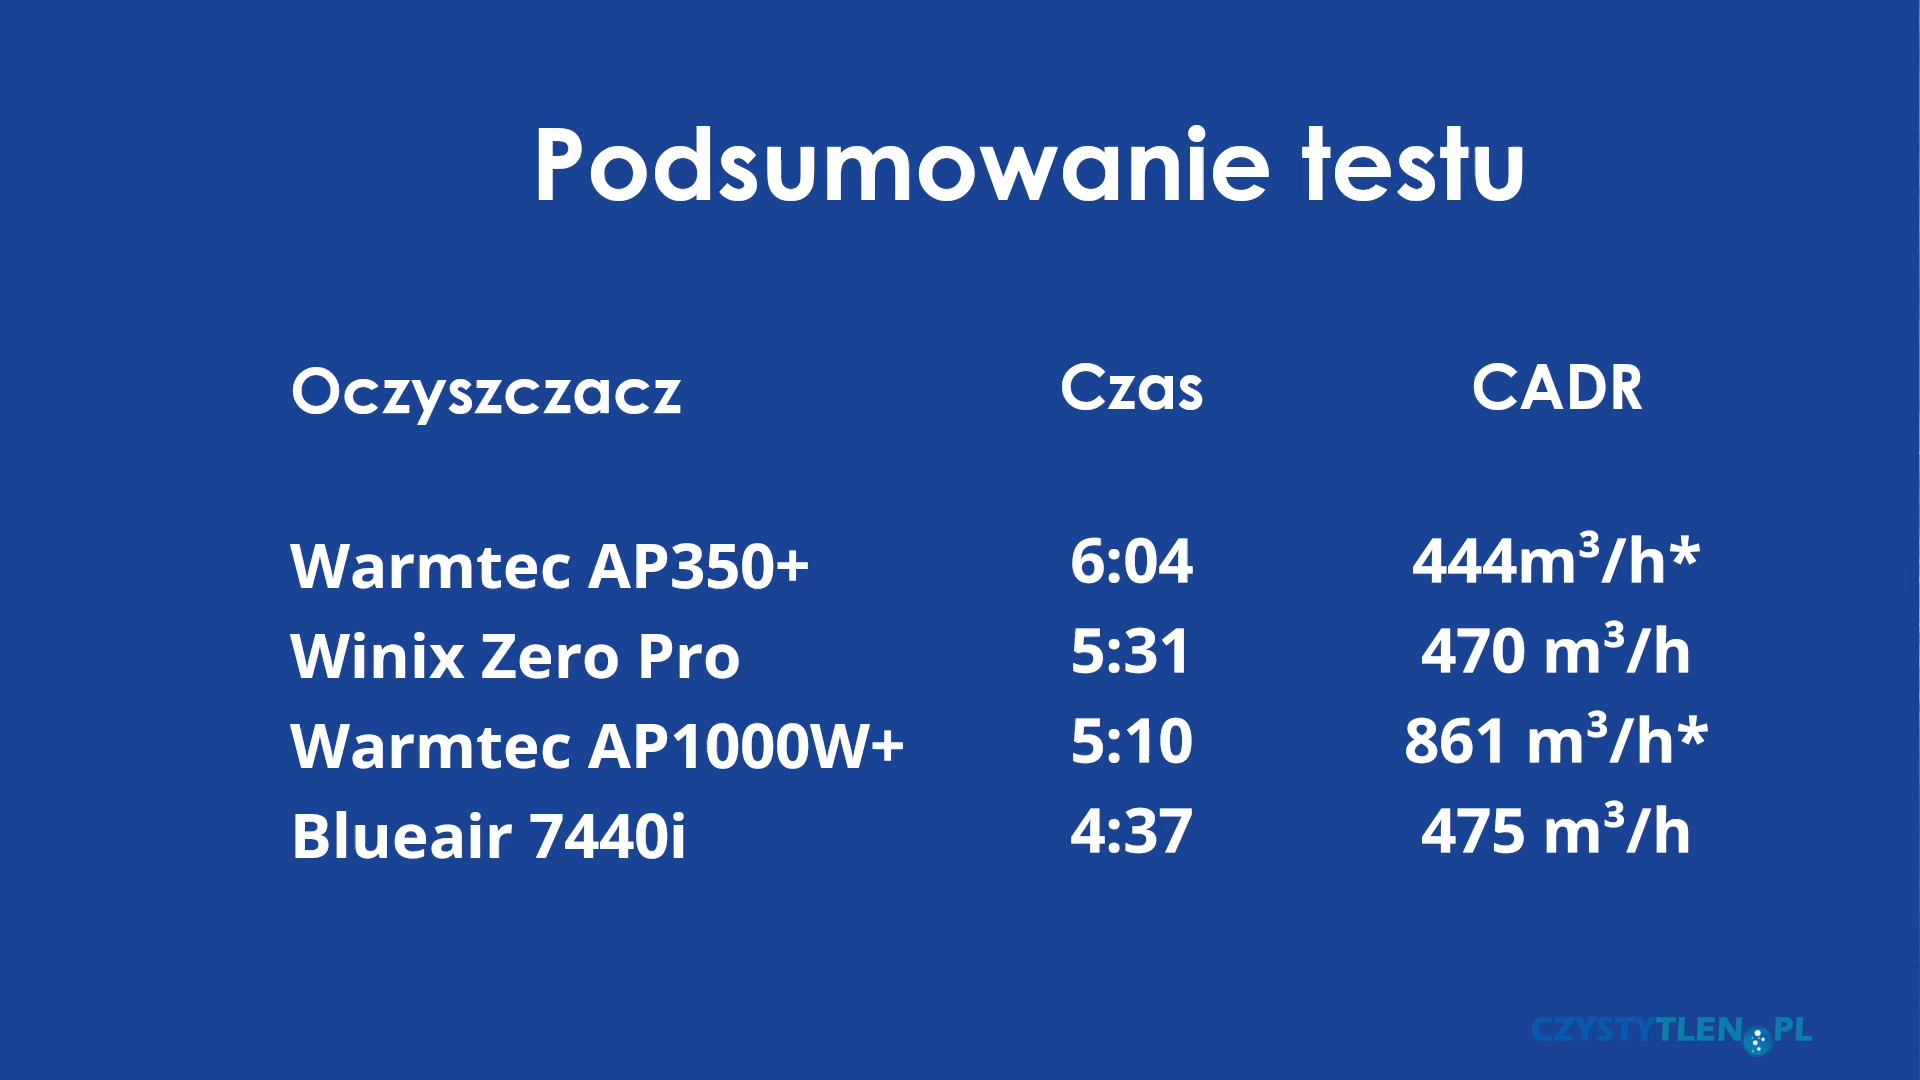 Podsumowanie testu
Oczyszczacz Czas CADR
Warmtec AP350+ 6:04 444m³/h*
Winix Zero Pro 5:31 470 m³/h
Warmtec AP1000W+ 5:10 861 m³/h*
Blueair 7440i 4:37 475 m³/h
CZYSTYTLEN.PL